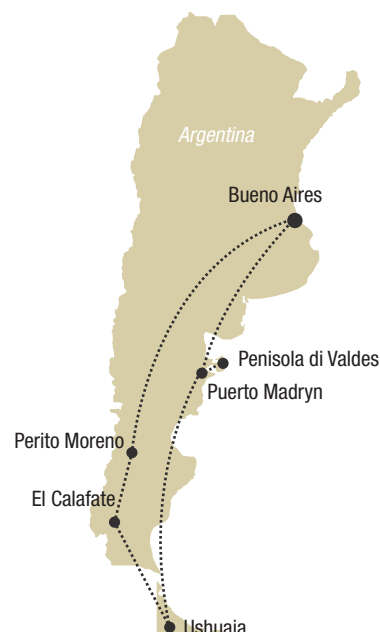 Argentina
Bueno Aires
Penisola di Valdes
Puerto Madryn
Perito Moreno
El Calafate
Ushuaia